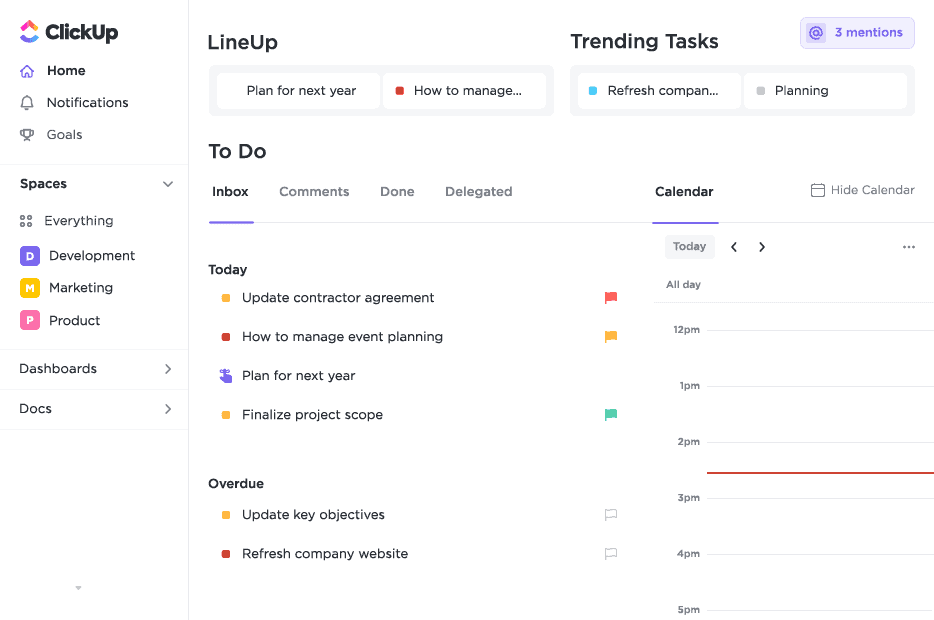 ClickUp
Home
Notifications
Goals
Spaces
Everything
D Development
M Marketing
P Product
Dashboards
Docs
LineUp
Plan for next year
How to manage...
Trending Tasks
@ 3 mentions
Refresh compan...
Planning
To Do
Inbox Comments Done Delegated
Today
Update contractor agreement
How to manage event planning
Plan for next year
Finalize project scope
Overdue
Update key objectives
Refresh company website
Calendar
Hide Calendar
Today
All day
12pm
1pm
2pm
3pm
4pm
5pm